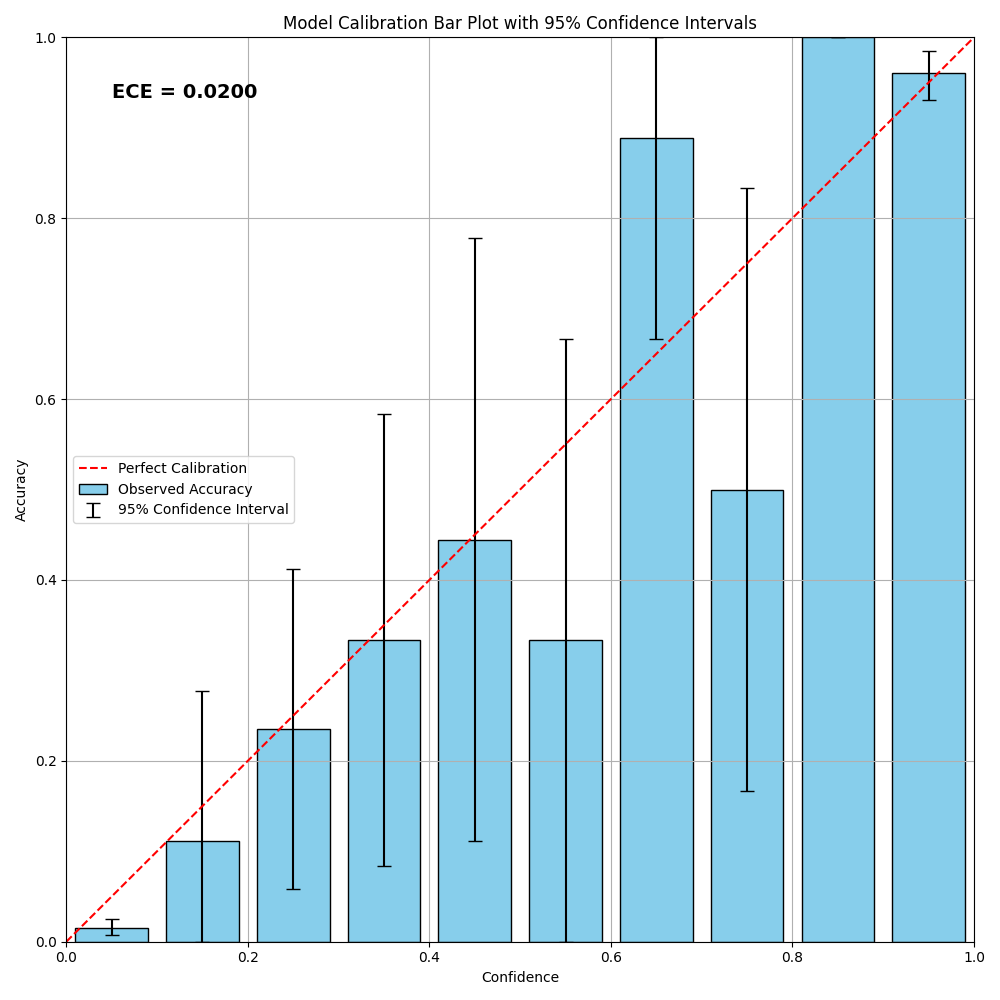 Model Calibration Bar Plot with 95% Confidence Intervals
1.0
ECE = 0.0200
0.8
0.6
Accuracy
Perfect Calibration
Observed Accuracy
95% Confidence Interval
0.4
0.2
0.0
0.0 0.2 0.4 0.6 0.8 1.0
Confidence